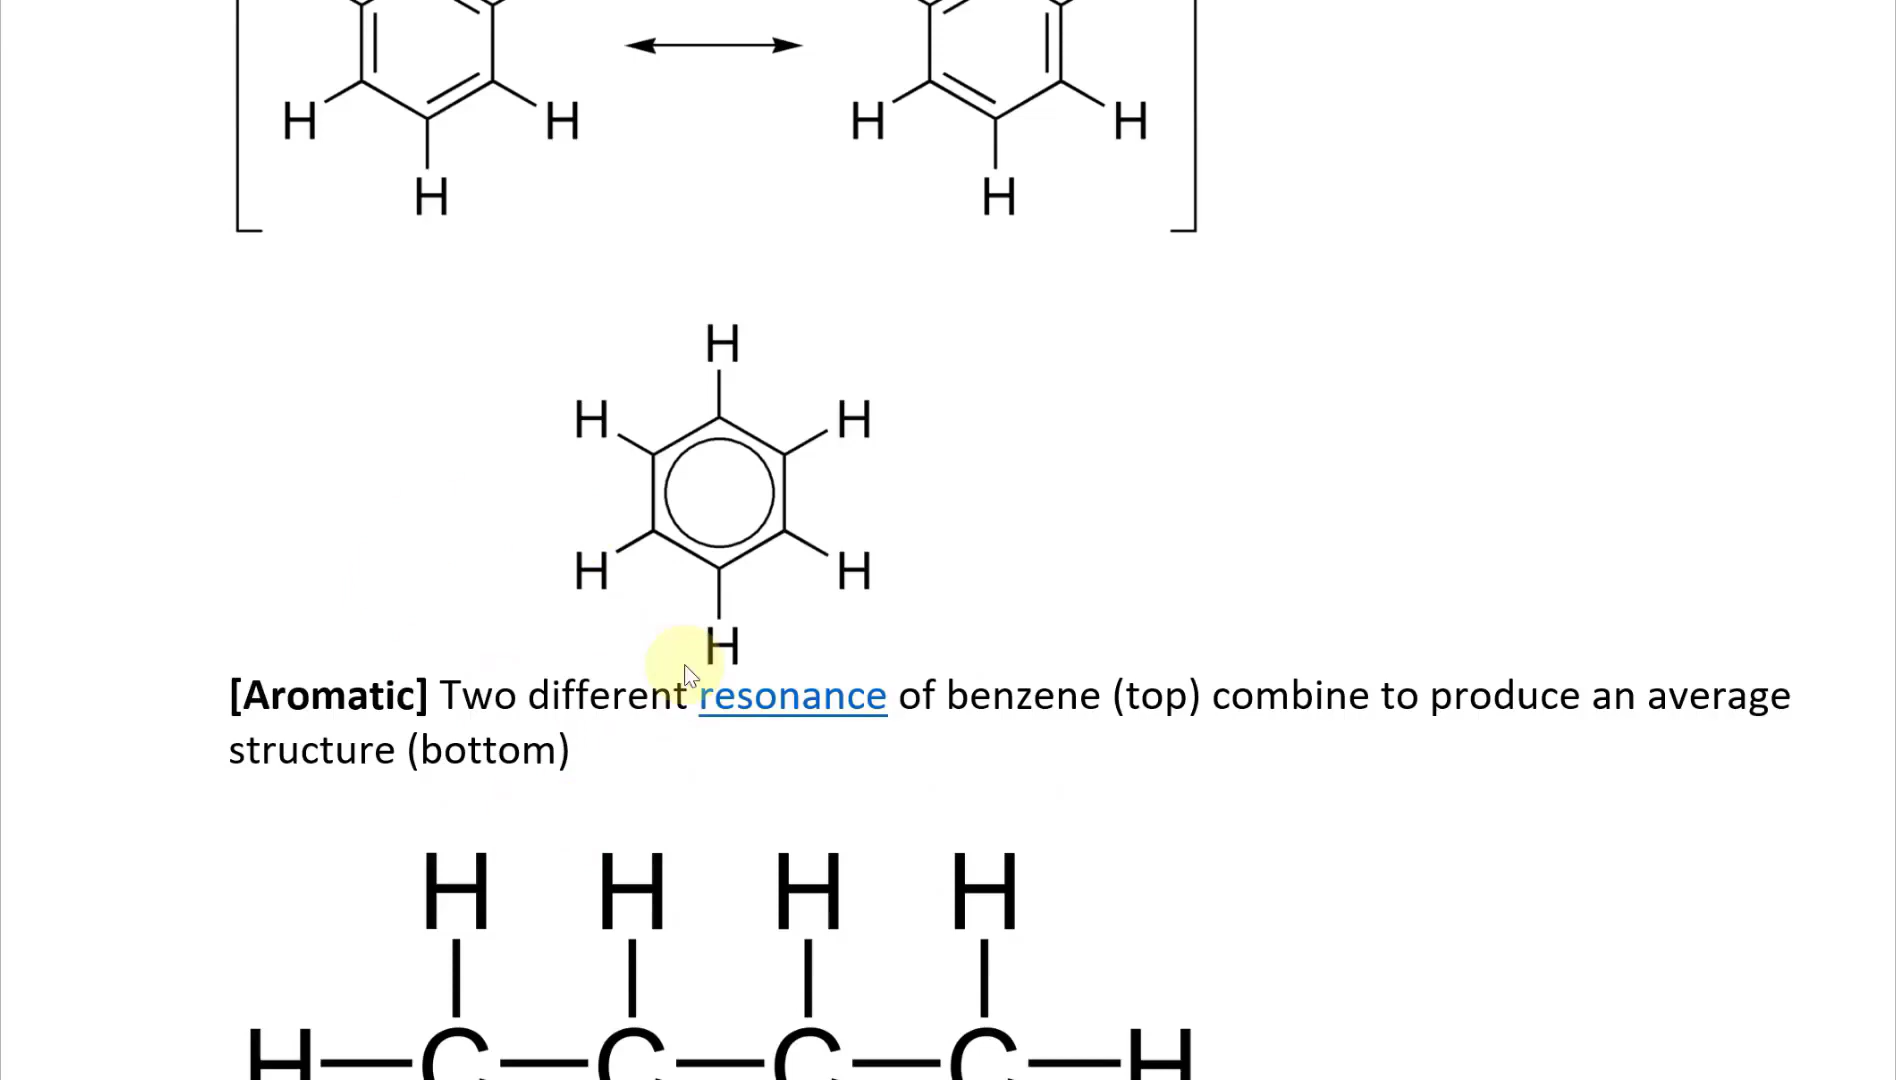 H H H H
H H
H
H H
H H
H
[Aromatic] Two different resonance of benzene (top) combine to produce an average
structure (bottom)
H H H H
H C C C C H